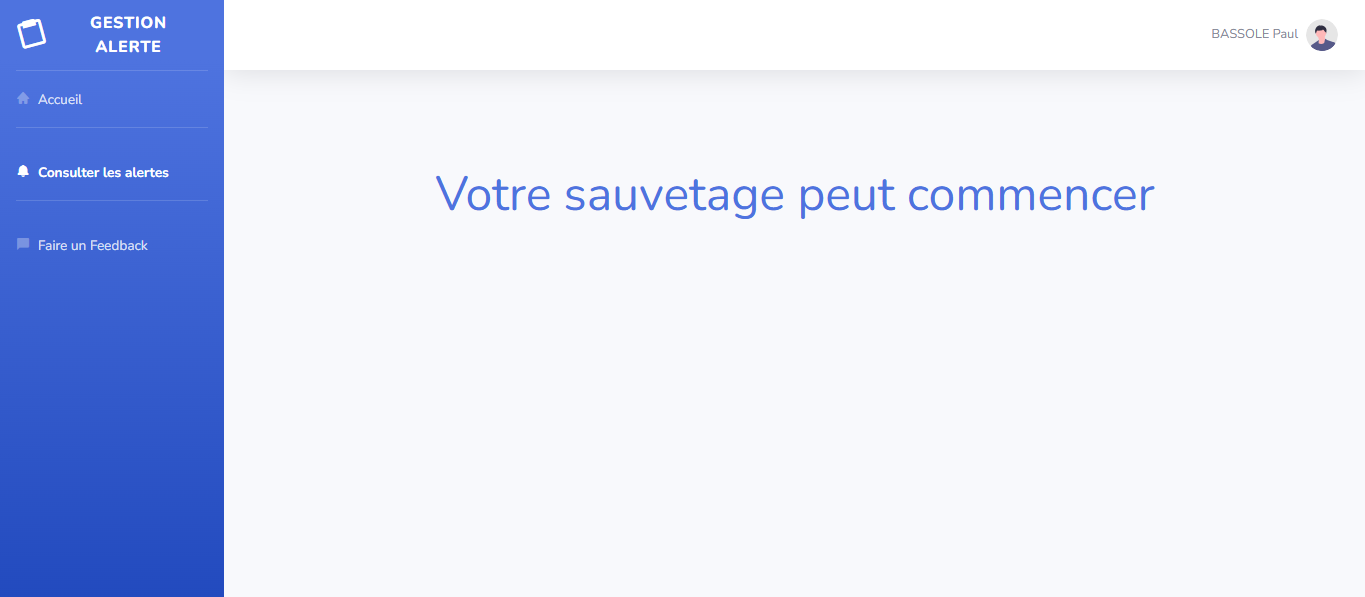 GESTION
ALERTE
BASSOLE Paul
Accueil
Consulter les alertes
Votre sauvetage peut commencer
Faire un Feedback